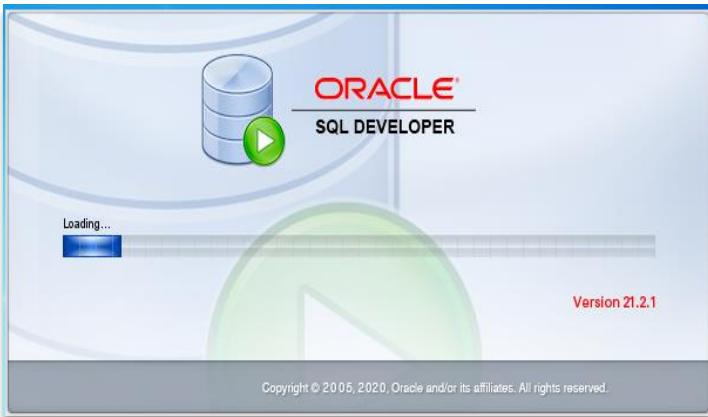 ORACLE
SQL DEVELOPER
Loading...
Version 21.2.1
Copyright © 2005, 2020, Oracle and/or its affiliates. All rights reserved.